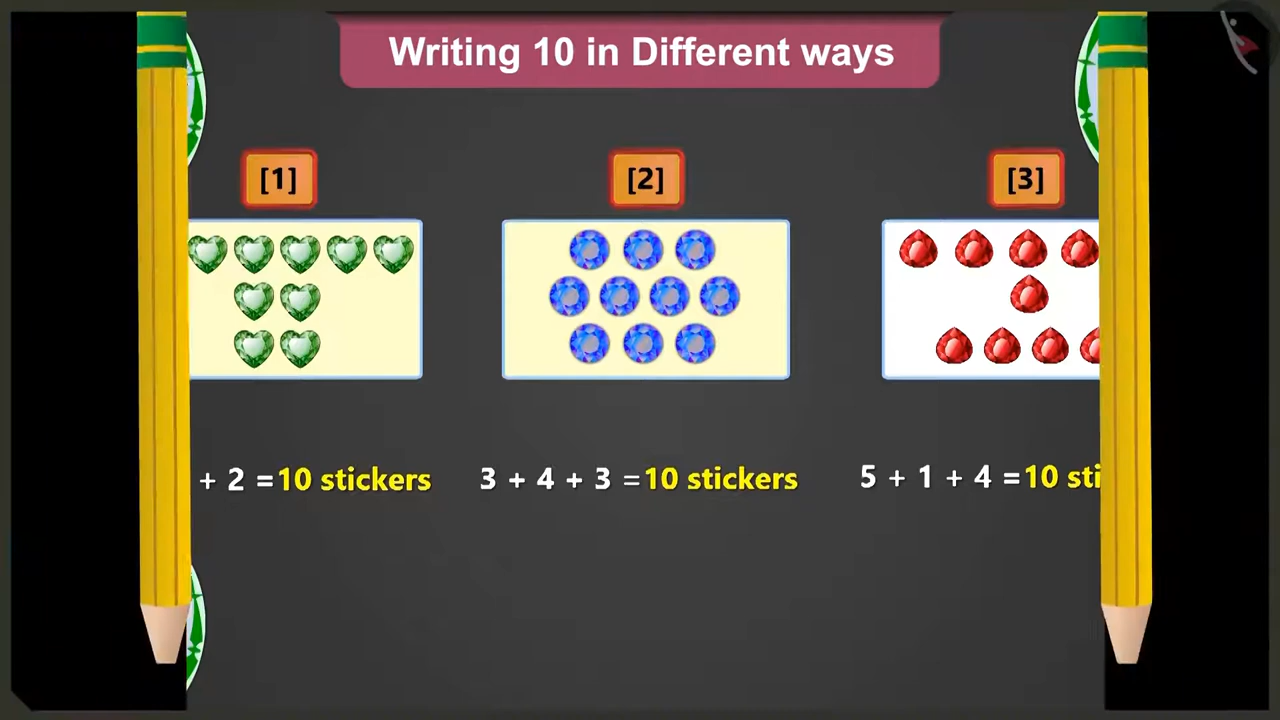 Writing 10 in Different ways
[1] [2] [3]
+ 2 =10 stickers
3 + 4 + 3 =10 stickers
5 + 1 + 4 =10 sti